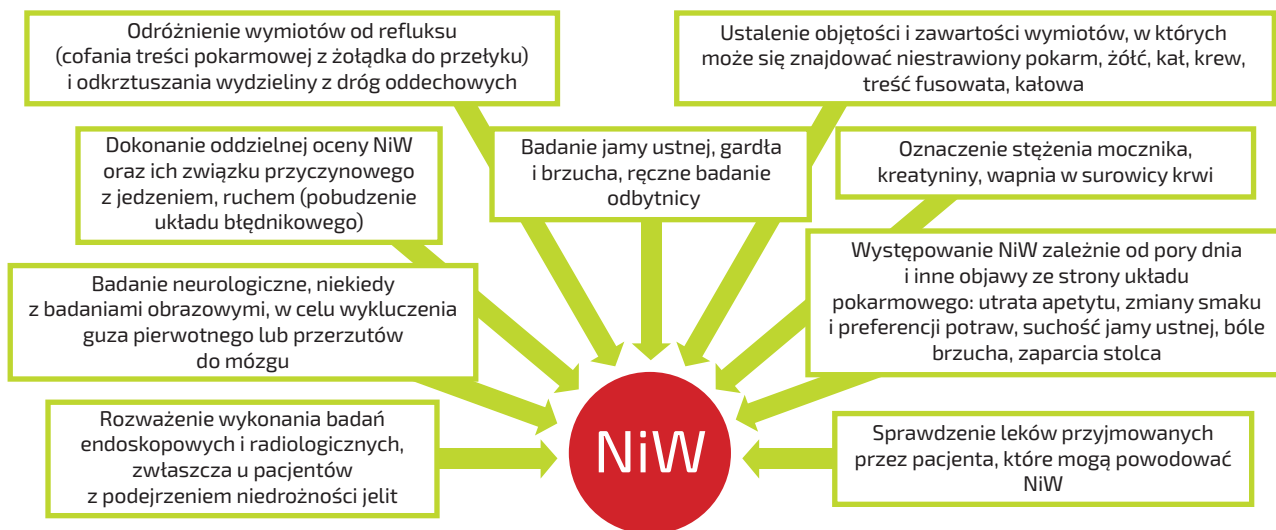 Odróżnienie wymiotów od refluksu
(cofania treści pokarmowej z żołądka do przełyku)
i odkrztuszania wydzieliny z dróg oddechowych
Ustalenie objętości i zawartości wymiotów, w których
może się znajdować niestrawiony pokarm, żółć, kał, krew,
treść fusowata, kałowa
Dokonanie oddzielnej oceny NiW
oraz ich związku przyczynowego
z jedzeniem, ruchem (pobudzenie
układu błędnikowego)
Badanie jamy ustnej, gardła
i brzucha, ręczne badanie
odbytnicy
Oznaczenie stężenia mocznika,
kreatyniny, wapnia w surowicy krwi
Badanie neurologiczne, niekiedy
z badaniami obrazowymi, w celu wykluczenia
guza pierwotnego lub przerzutów
do mózgu
Występowanie NiW zależnie od pory dnia
i inne objawy ze strony układu
pokarmowego: utrata apetytu, zmiany smaku
i preferencji potraw, suchość jamy ustnej, bóle
brzucha, zaparcia stolca
Rozważenie wykonania badań
endoskopowych i radiologicznych,
zwłaszcza u pacjentów
z podejrzeniem niedrożności jelit
NiW
Sprawdzenie leków przyjmowanych
przez pacjenta, które mogą powodować
NiW